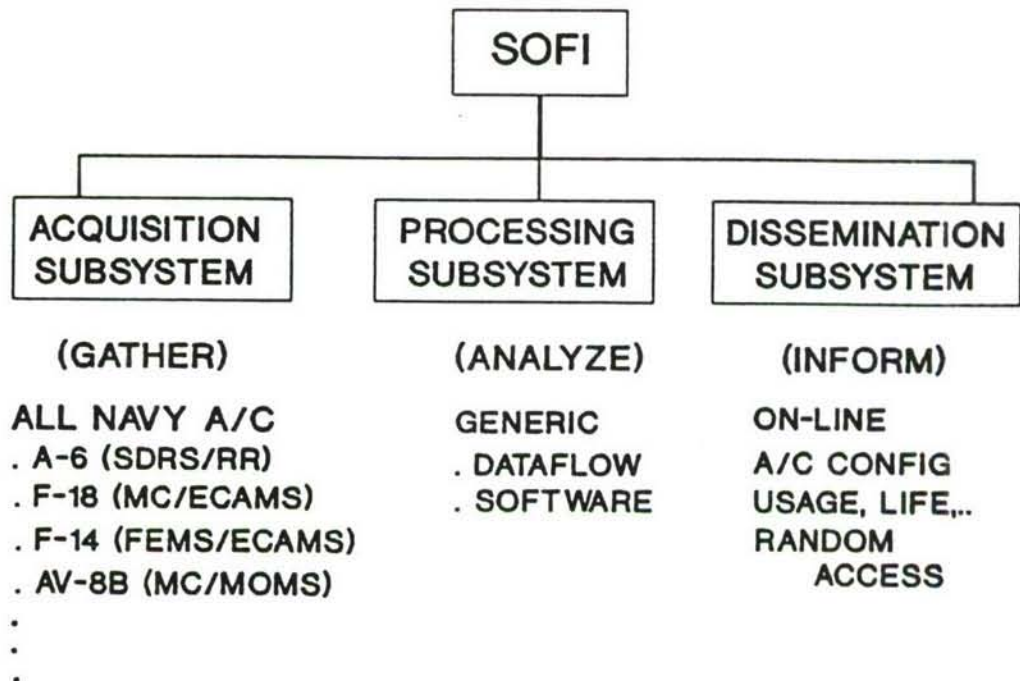 SOFI
ACQUISITION
SUBSYSTEM
(GATHER)
ALL NAVY A/C
. A-6 (SDRS/RR)
. F-18 (MC/ECAMS)
. F-14 (FEMS/ECAMS)
. AV-8B (MC/MOMS)
.
.
.
PROCESSING
SUBSYSTEM
(ANALYZE)
GENERIC
. DATAFLOW
. SOFTWARE
DISSEMINATION
SUBSYSTEM
(INFORM)
ON-LINE
A/C CONFIG
USAGE, LIFE,..
RANDOM
ACCESS